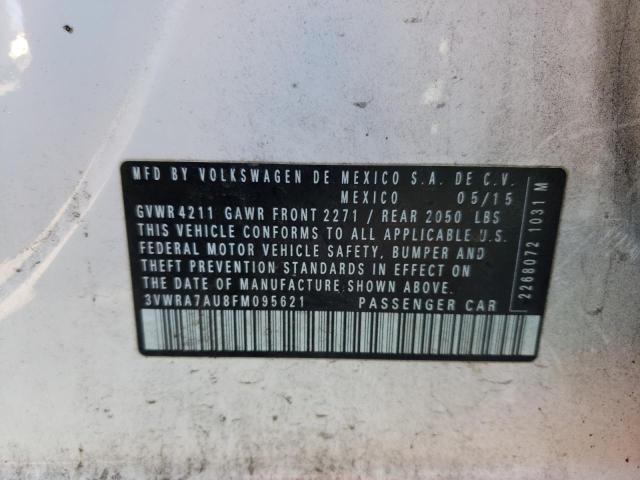 MFD BY VOLKSWAGEN DE MEXICO S.A. DE C.V.
MEXICO 05/15
GVWR 4211 GAWR FRONT 2271 / REAR 2050 LBS
THIS VEHICLE CONFORMS TO ALL APPLICABLE U.S.
FEDERAL MOTOR VEHICLE SAFETY, BUMPER AND
THEFT PREVENTION STANDARDS IN EFFECT ON
THE DATE OF MANUFACTURE SHOWN ABOVE.
3VWRA7AU8FM095621 PASSENGER CAR
2268072 1031 M